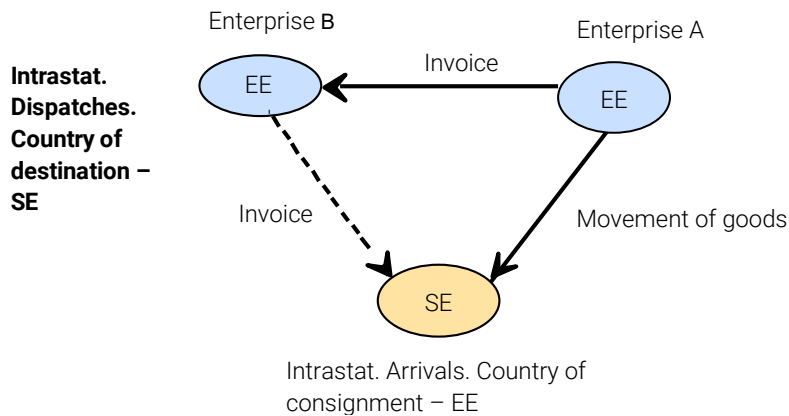 Enterprise B
Enterprise A
Intrastat.
Dispatches.
Country of
destination –
SE
EE
Invoice
EE
Invoice
Movement of goods
SE
Intrastat. Arrivals. Country of
consignment – EE